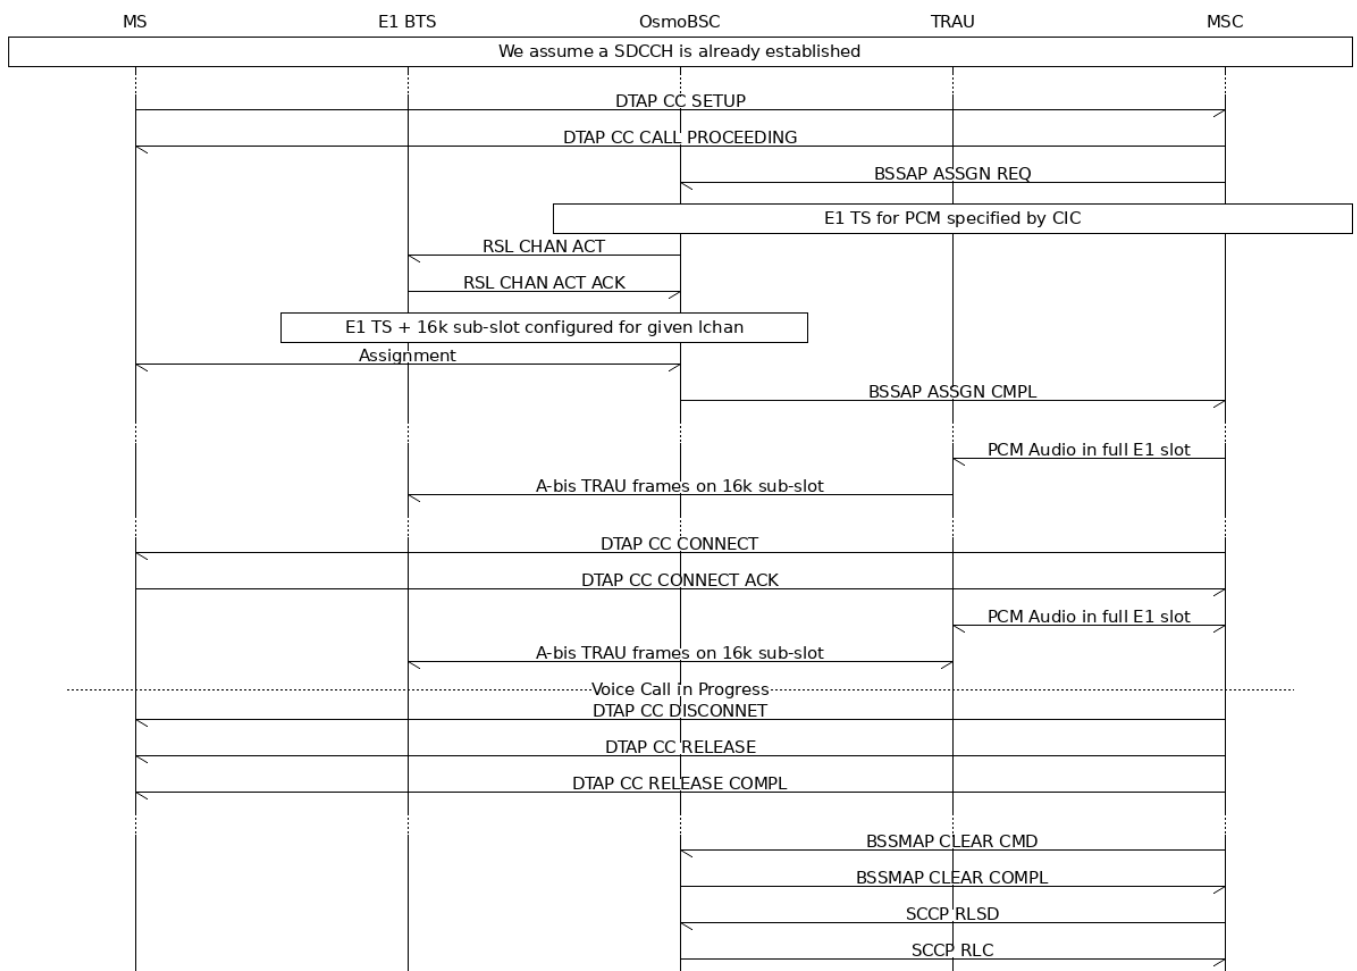 MS E1 BTS OsmoBSC TRAU MSC
We assume a SDCCH is already established
DTAP CC SETUP
DTAP CC CALL PROCEEDING
BSSAP ASSGN REQ
E1 TS for PCM specified by CIC
RSL CHAN ACT
RSL CHAN ACT ACK
E1 TS + 16k sub-slot configured for given lchan
Assignment
BSSAP ASSGN CMPL
PCM Audio in full E1 slot
A-bis TRAU frames on 16k sub-slot
DTAP CC CONNECT
DTAP CC CONNECT ACK
PCM Audio in full E1 slot
A-bis TRAU frames on 16k sub-slot
Voice Call in Progress
DTAP CC DISCONNET
DTAP CC RELEASE
DTAP CC RELEASE COMPL
BSSMAP CLEAR CMD
BSSMAP CLEAR COMPL
SCCP RLSD
SCCP RLC